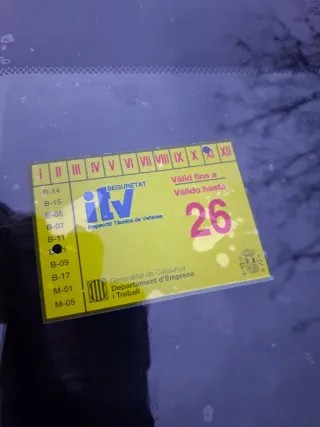 I II III IV V VI VII VIII IX X XI XII
B-14
B-15
B-05
B-07
B-11
B-09
B-17
M-01
M-05
SEGURETAT
itv
Inspecció Tècnica de Vehicles
Vàlid fins a
Válido hasta
26
Generalitat de Catalunya
Departament d'Empresa
i Treball